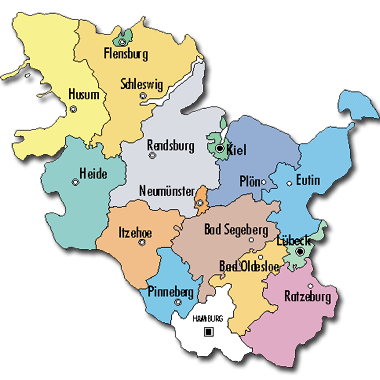 Flensburg
Schleswig
Husum
Rendsburg
Kiel
Heide
Plön
Eutin
Neumünster
Itzehoe
Bad Segeberg
Lübeck
Bad Oldesloe
Pinneberg
Ratzeburg
HAMBURG